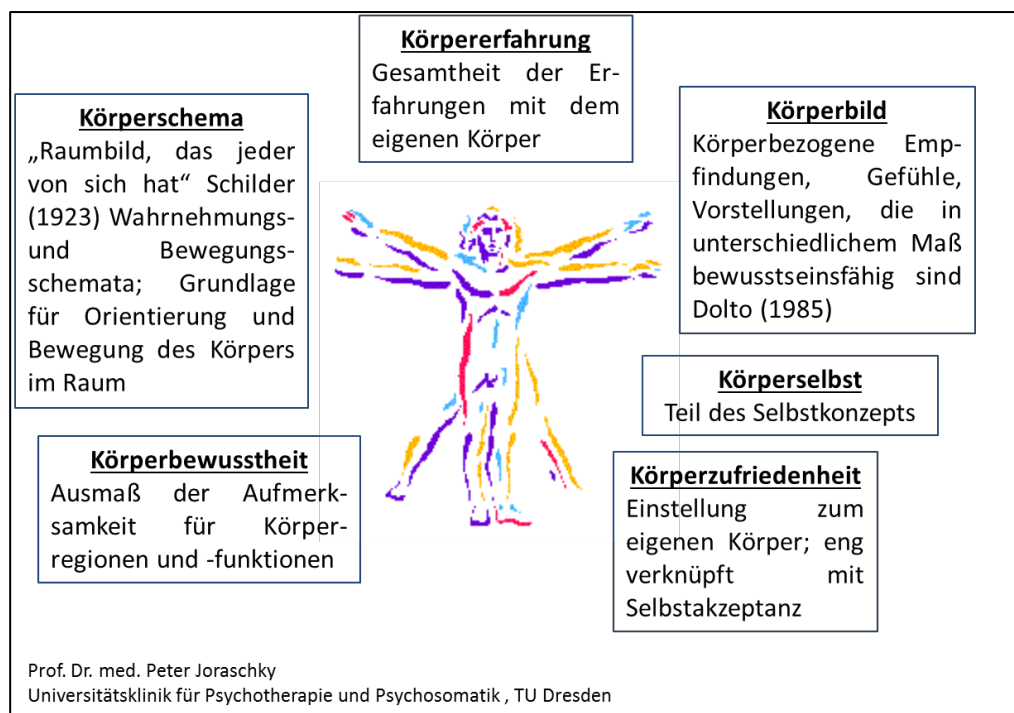 Körpererfahrung
Gesamtheit der Er-
fahrungen mit dem
eigenen Körper
Körperschema
„Raumbild, das jeder
von sich hat“ Schilder
(1923) Wahrnehmungs-
und Bewegungs-
schemata; Grundlage
für Orientierung und
Bewegung des Körpers
im Raum
Körperbild
Körperbezogene Emp-
findungen, Gefühle,
Vorstellungen, die in
unterschiedlichem Maß
bewusstseinsfähig sind
Dolto (1985)
Körperselbst
Teil des Selbstkonzepts
Körperbewusstheit
Ausmaß der Aufmerk-
samkeit für Körper-
regionen und -funktionen
Körperzufriedenheit
Einstellung zum
eigenen Körper; eng
verknüpft mit
Selbstakzeptanz
Prof. Dr. med. Peter Joraschky
Universitätsklinik für Psychotherapie und Psychosomatik , TU Dresden